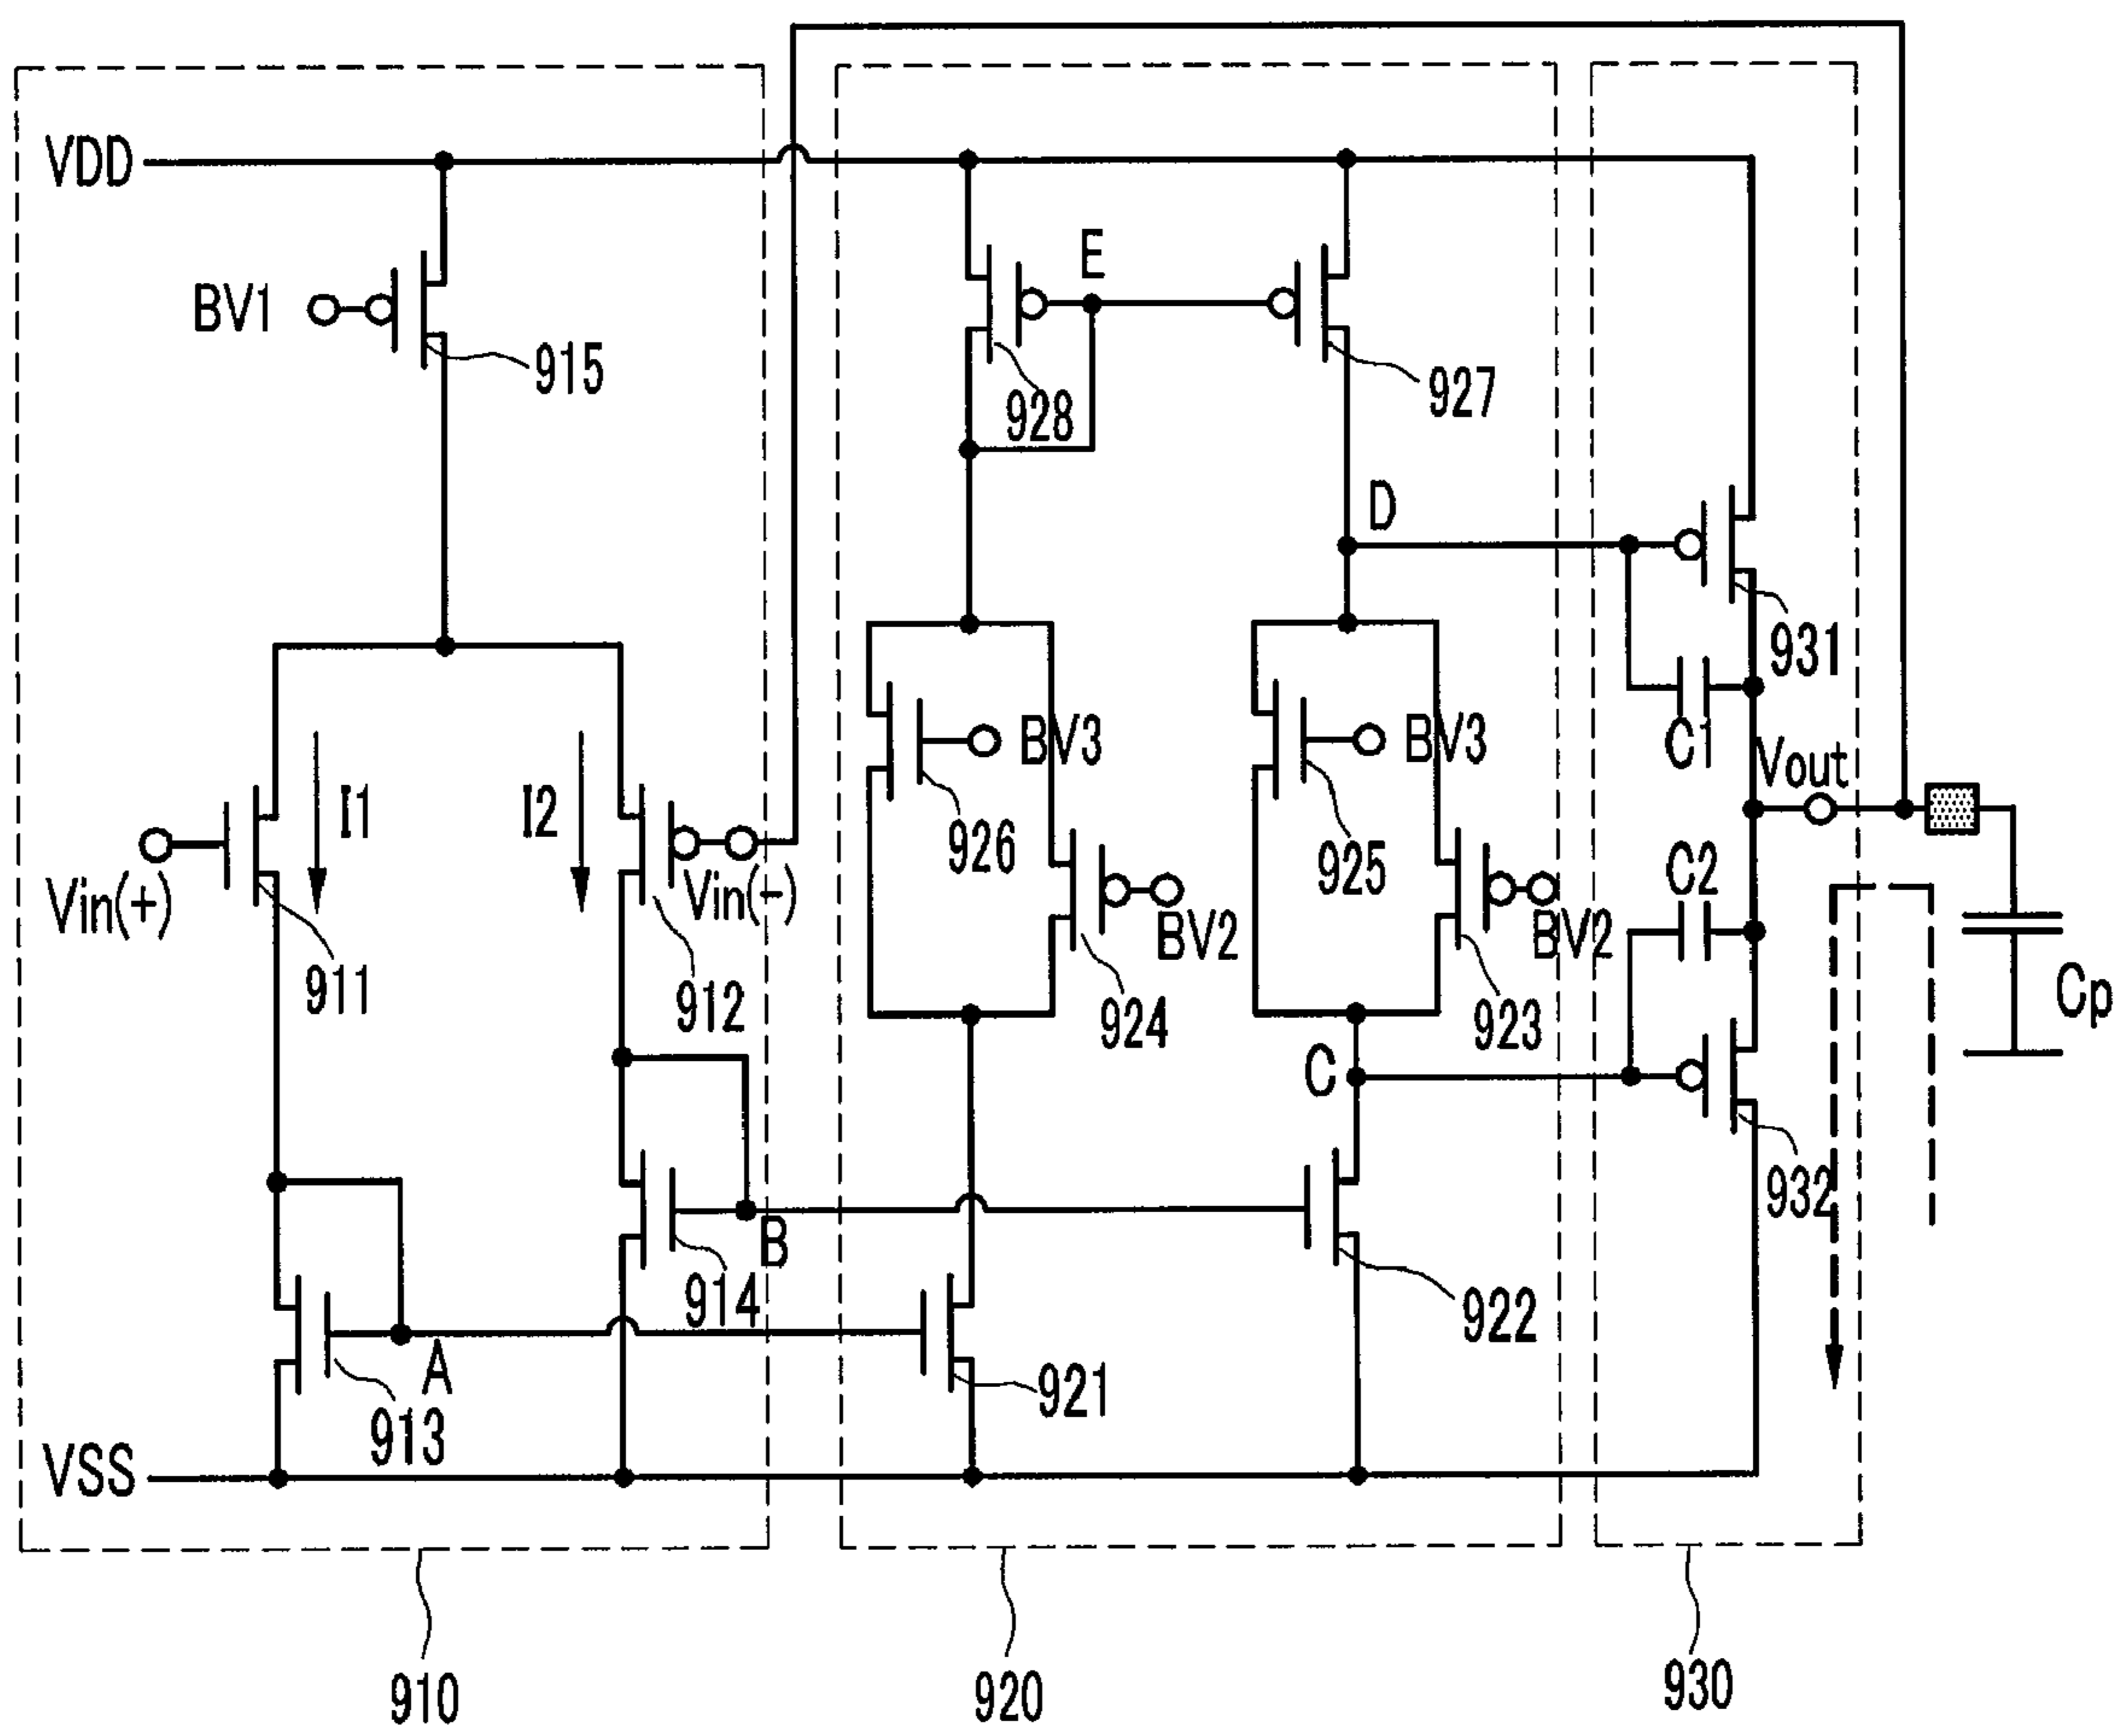 VDD
E
BV1
915
928
927
D
931
BV3
BV3
C1
Vout
I1
I2
926
925
C2
Vin(+)
Vin(-)
BV2
BV2
911
912
924
923
Cp
C
932
B
914
922
A
921
913
VSS
910
920
930